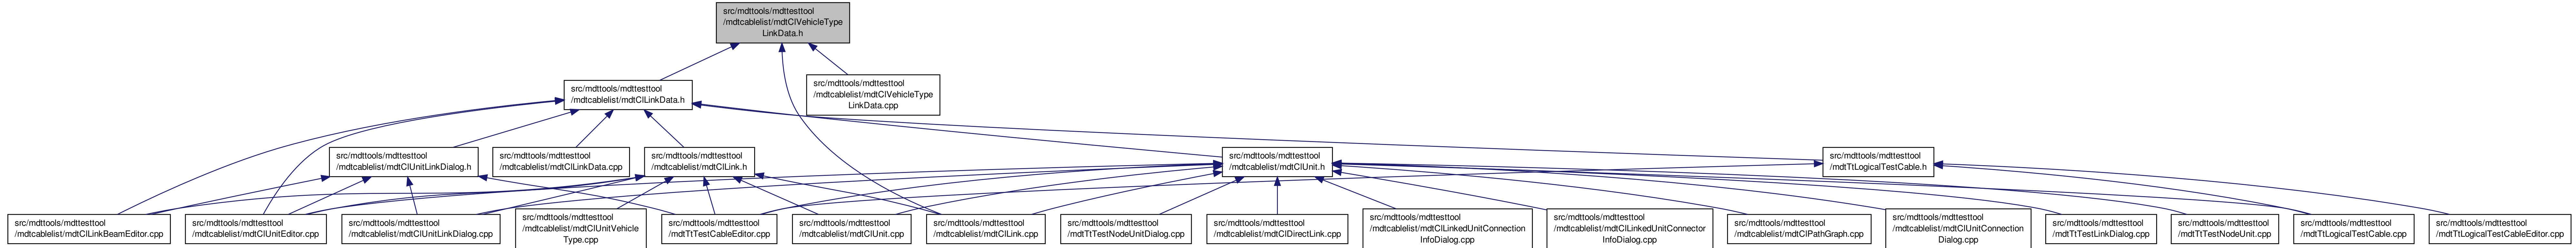 src/mdttools/mdttesttool
/mdtcablelist/mdtClVehicleType
LinkData.h
src/mdttools/mdttesttool
/mdtcablelist/mdtClLinkData.h
src/mdttools/mdttesttool
/mdtcablelist/mdtClVehicleType
LinkData.cpp
src/mdttools/mdttesttool
/mdtcablelist/mdtClUnitLinkDialog.h
src/mdttools/mdttesttool
/mdtcablelist/mdtClLinkData.cpp
src/mdttools/mdttesttool
/mdtcablelist/mdtClLink.h
src/mdttools/mdttesttool
/mdtcablelist/mdtClUnit.h
src/mdttools/mdttesttool
/mdtTtLogicalTestCable.h
src/mdttools/mdttesttool
/mdtcablelist/mdtClLinkBeamEditor.cpp
src/mdttools/mdttesttool
/mdtcablelist/mdtClUnitEditor.cpp
src/mdttools/mdttesttool
/mdtcablelist/mdtClUnitLinkDialog.cpp
src/mdttools/mdttesttool
/mdtcablelist/mdtClUnitVehicle
Type.cpp
src/mdttools/mdttesttool
/mdtTtTestCableEditor.cpp
src/mdttools/mdttesttool
/mdtcablelist/mdtClUnit.cpp
src/mdttools/mdttesttool
/mdtcablelist/mdtClLink.cpp
src/mdttools/mdttesttool
/mdtTtTestNodeUnitDialog.cpp
src/mdttools/mdttesttool
/mdtcablelist/mdtClDirectLink.cpp
src/mdttools/mdttesttool
/mdtcablelist/mdtClLinkedUnitConnection
InfoDialog.cpp
src/mdttools/mdttesttool
/mdtcablelist/mdtClLinkedUnitConnector
InfoDialog.cpp
src/mdttools/mdttesttool
/mdtcablelist/mdtClPathGraph.cpp
src/mdttools/mdttesttool
/mdtcablelist/mdtClUnitConnection
Dialog.cpp
src/mdttools/mdttesttool
/mdtTtTestLinkDialog.cpp
src/mdttools/mdttesttool
/mdtTtTestNodeUnit.cpp
src/mdttools/mdttesttool
/mdtTtLogicalTestCable.cpp
src/mdttools/mdttesttool
/mdtTtLogicalTestCableEditor.cpp